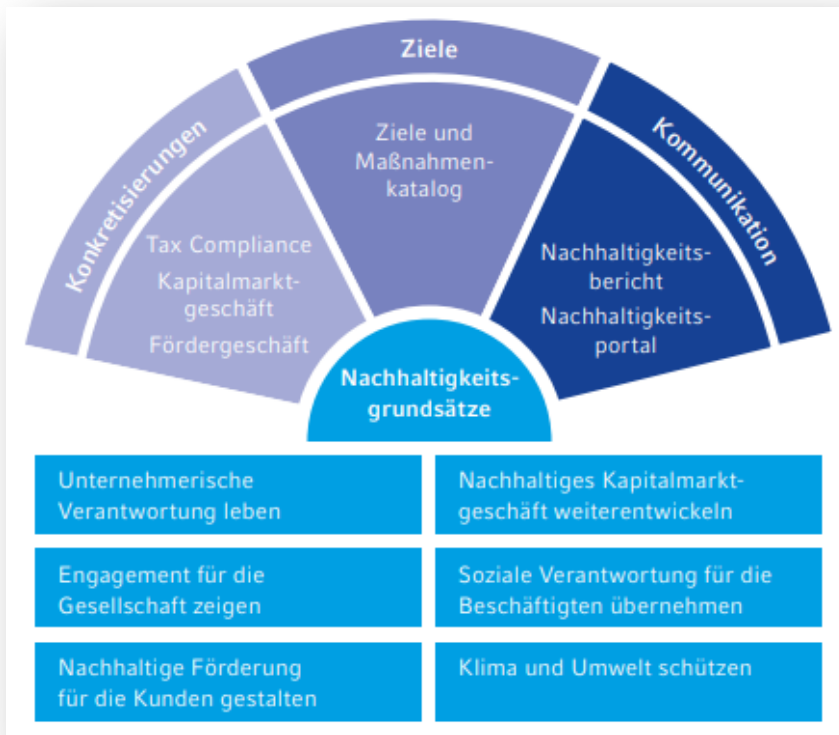 Ziele
Konkretisierungen
Kommunikation
Ziele und
Maßnahmen-
katalog
Tax Compliance
Kapitalmarkt-
geschäft
Fördergeschäft
Nachhaltigkeits-
bericht
Nachhaltigkeits-
portal
Nachhaltigkeits-
grundsätze
Unternehmerische
Verantwortung leben
Nachhaltiges Kapitalmarkt-
geschäft weiterentwickeln
Engagement für die
Gesellschaft zeigen
Soziale Verantwortung für die
Beschäftigten übernehmen
Nachhaltige Förderung
für die Kunden gestalten
Klima und Umwelt schützen